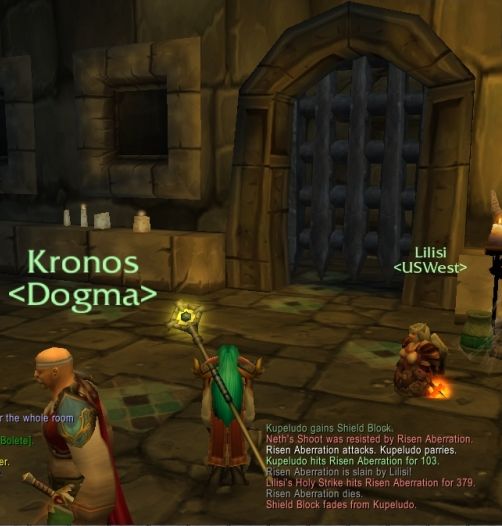 Lilisi
<USWest>
Kronos
<Dogma>
r the whole room
Bolete].
er.
Kupeludo gains Shield Block.
Neth's Shoot was resisted by Risen Aberration.
Risen Aberration attacks. Kupeludo parries.
Kupeludo hits Risen Aberration for 103.
Risen Aberration is slain by Lilisi!
Lilisi's Holy Strike hits Risen Aberration for 379.
Risen Aberration dies.
Shield Block fades from Kupeludo.